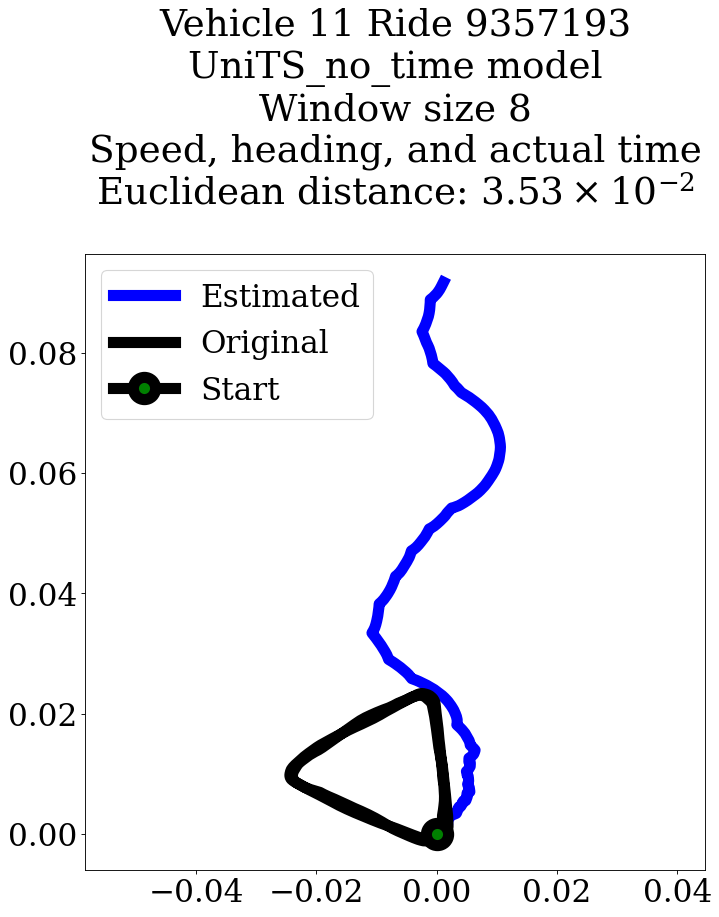 Vehicle 11 Ride 9357193
UniTS_no_time model
Window size 8
Speed, heading, and actual time
Euclidean distance: 3.53 × 10⁻²
Estimated
Original
Start
0.08
0.06
0.04
0.02
0.00
−0.04 −0.02 0.00 0.02 0.04